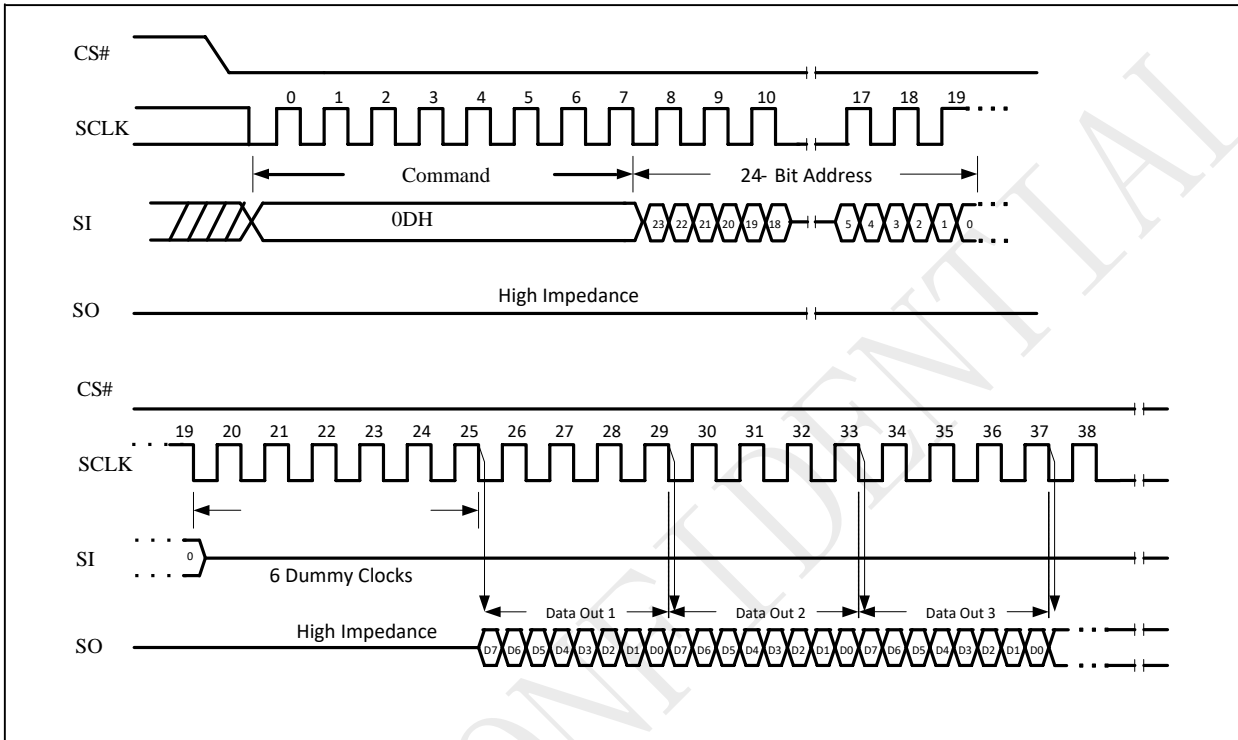 CS#
0 1 2 3 4 5 6 7 8 9 10 17 18 19
SCLK
Command 24- Bit Address
SI 0DH 23 22 21 20 19 18 5 4 3 2 1 0
High Impedance
SO
CS#
19 20 21 22 23 24 25 26 27 28 29 30 31 32 33 34 35 36 37 38
SCLK
SI 0
6 Dummy Clocks
Data Out 1 Data Out 2 Data Out 3
High Impedance
SO D7 D6 D5 D4 D3 D2 D1 D0 D7 D6 D5 D4 D3 D2 D1 D0 D7 D6 D5 D4 D3 D2 D1 D0
CONFIDENTIAL